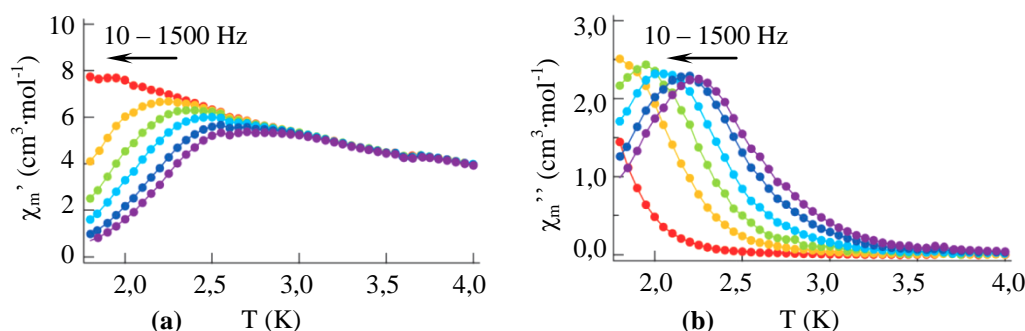 10 – 1500 Hz
χₘ' (cm³·mol⁻¹)
10
8
6
4
2
0
2,0
2,5
3,0
3,5
4,0
(a)
T (K)
10 – 1500 Hz
χₘ'' (cm³·mol⁻¹)
3,0
2,0
1,0
0,0
2,0
2,5
3,0
3,5
4,0
(b)
T (K)